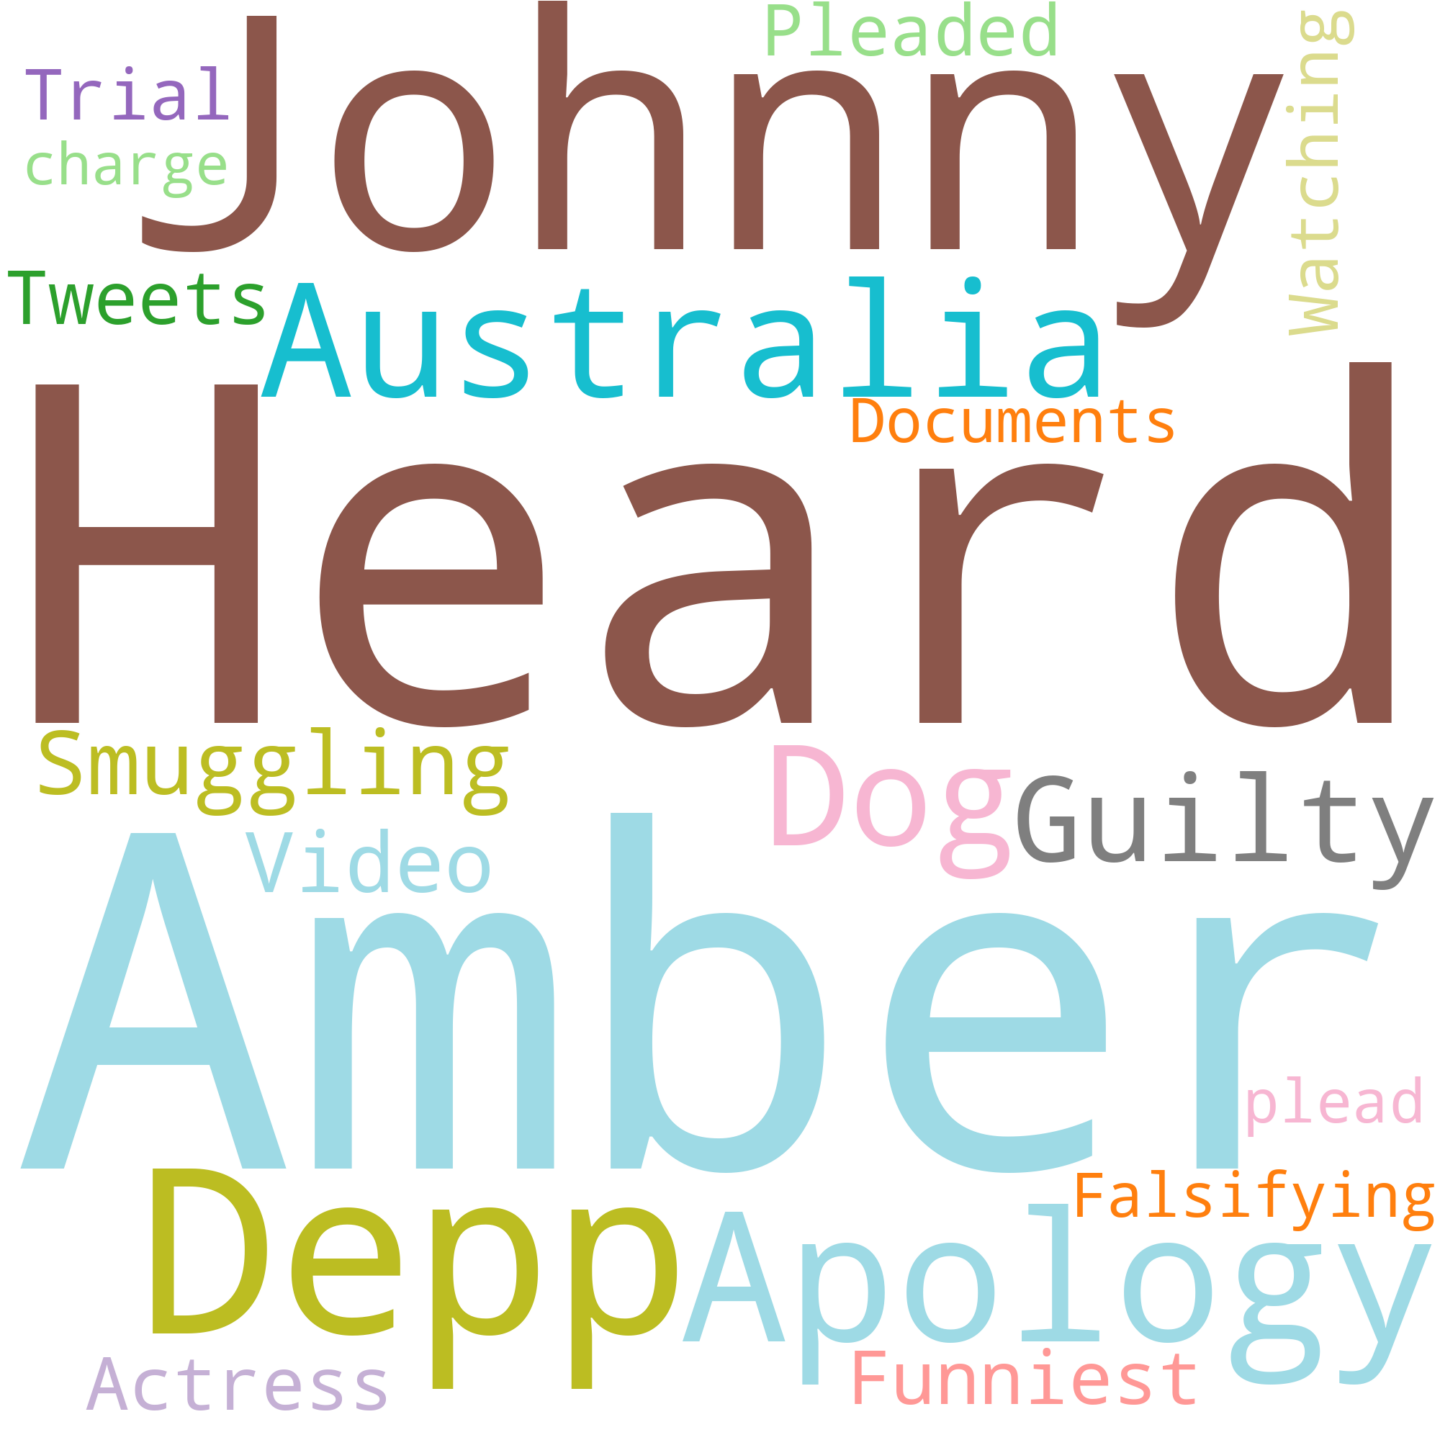 Pleaded
Johnny
Watching
Trial
charge
Tweets
Australia
Documents
Heard
Smuggling
Dog
Guilty
Video
Amber
plead
Depp
Falsifying
Apology
Actress
Funniest